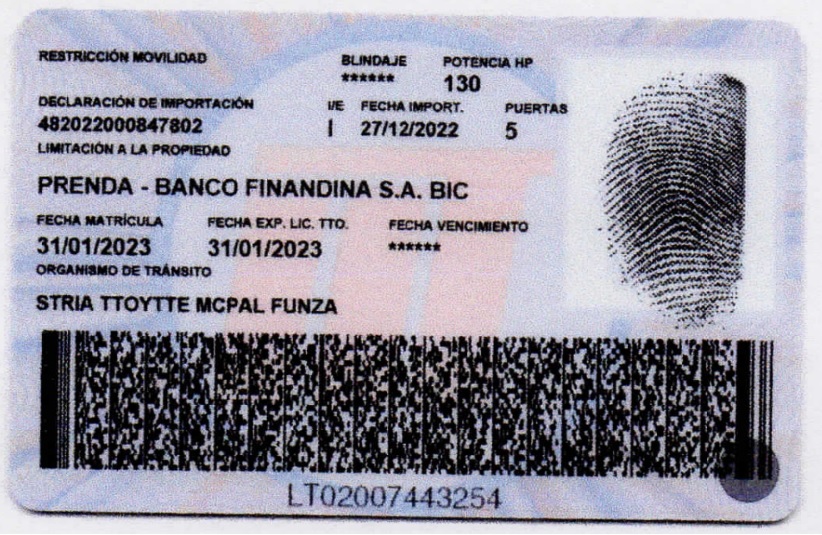 RESTRICCIÓN MOVILIDAD BLINDAJE POTENCIA HP
****** 130
DECLARACIÓN DE IMPORTACIÓN I/E FECHA IMPORT. PUERTAS
482022000847802 I 27/12/2022 5
LIMITACIÓN A LA PROPIEDAD
PRENDA - BANCO FINANDINA S.A. BIC
FECHA MATRÍCULA FECHA EXP. LIC. TTO. FECHA VENCIMIENTO
31/01/2023 31/01/2023 ******
ORGANISMO DE TRÁNSITO
STRIA TTOYTTE MCPAL FUNZA
LT02007443254